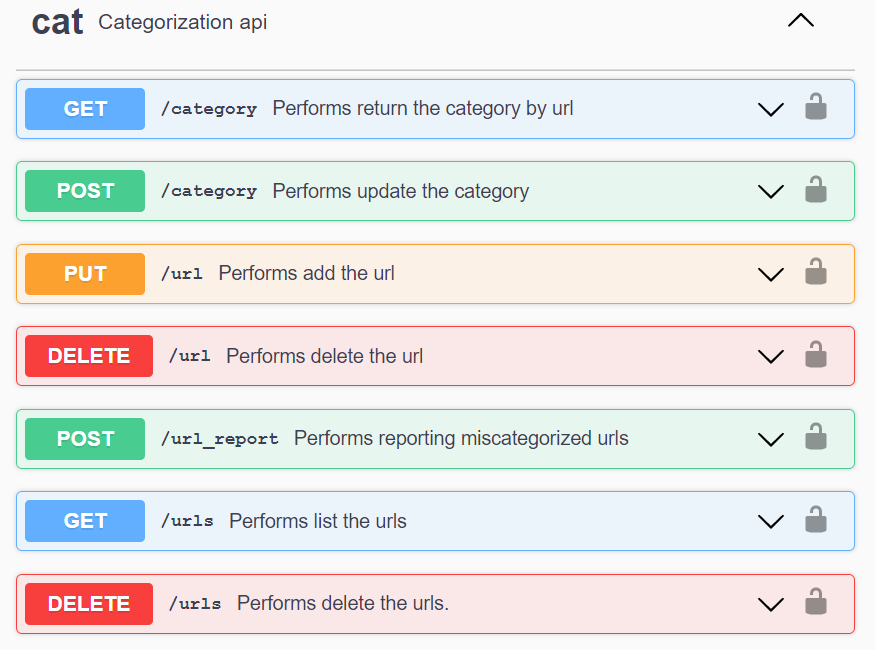 cat Categorization api
GET /category Performs return the category by url
POST /category Performs update the category
PUT /url Performs add the url
DELETE /url Performs delete the url
POST /url_report Performs reporting miscategorized urls
GET /urls Performs list the urls
DELETE /urls Performs delete the urls.